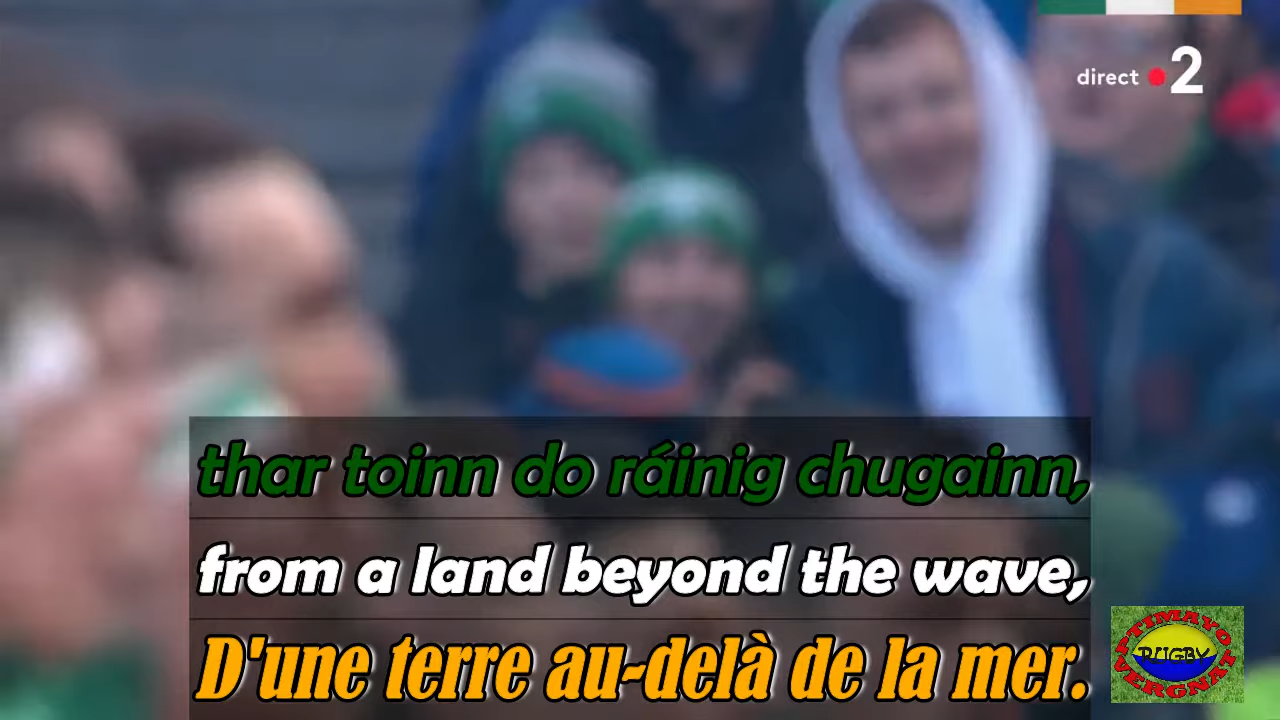 direct 2
thar toinn do ráinig chugainn,
from a land beyond the wave,
D'une terre au-delà de la mer.
RUGBY